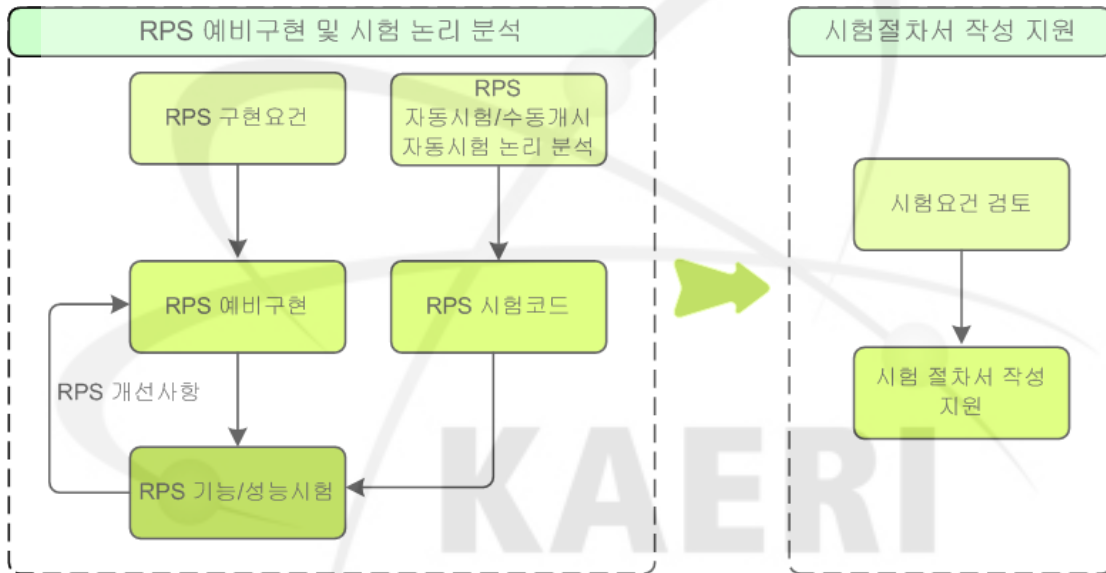 RPS 예비구현 및 시험 논리 분석
시험절차서 작성 지원
RPS 구현요건
RPS
자동시험/수동개시
자동시험 논리 분석
RPS 예비구현
RPS 시험코드
RPS 개선사항
RPS 기능/성능시험
시험요건 검토
시험 절차서 작성
지원
KAERI